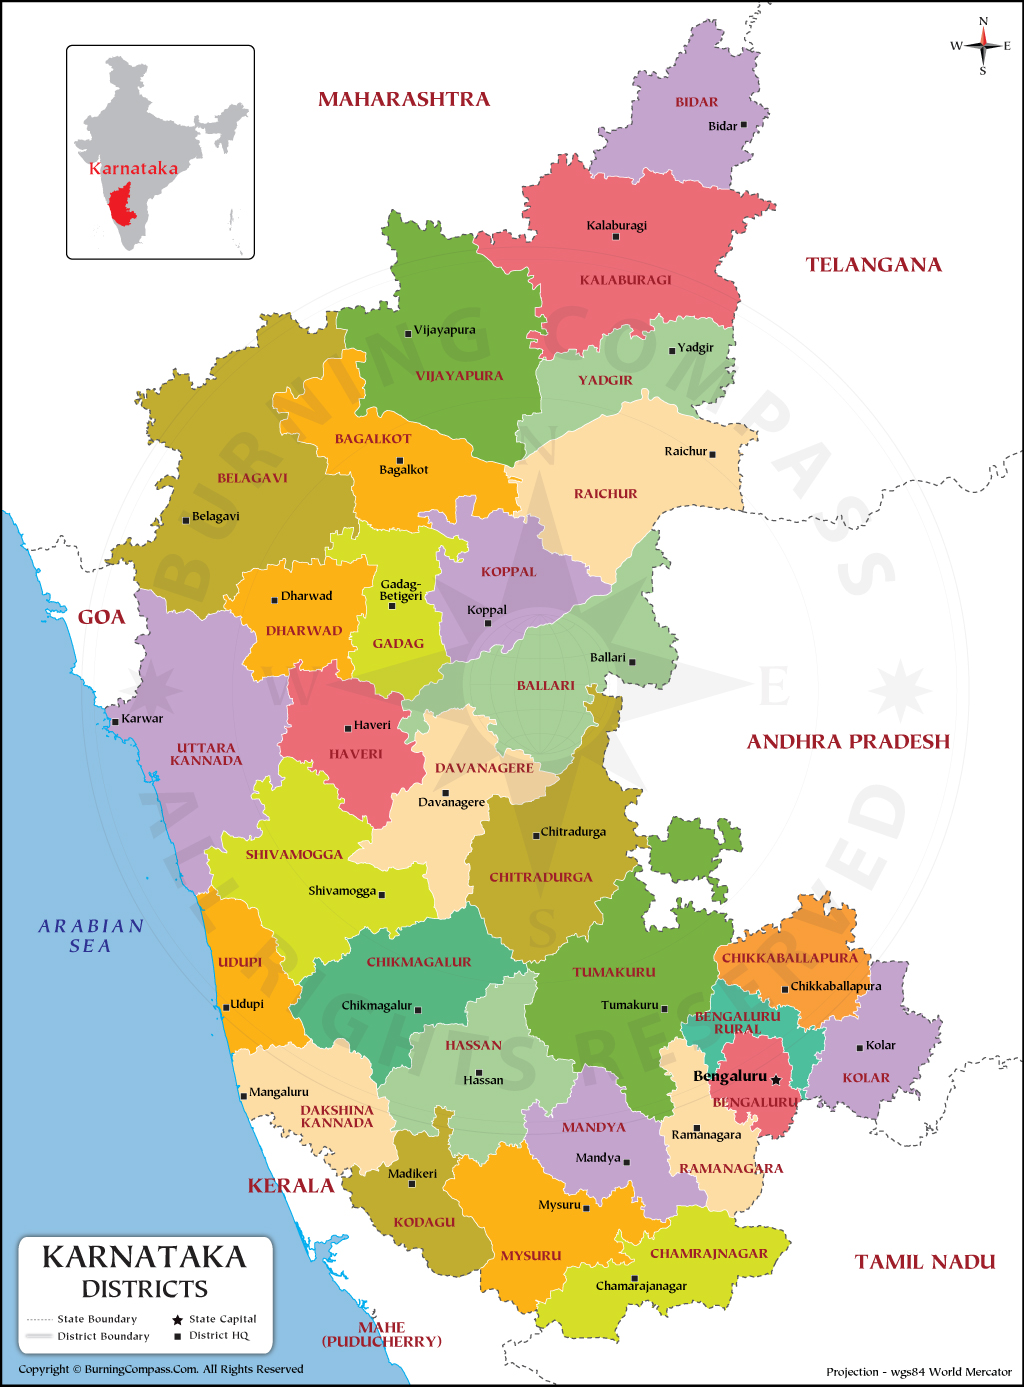 N
W E
S
MAHARASHTRA
BIDAR
Bidar
Karnataka
Kalaburagi
KALABURAGI
TELANGANA
Vijayapura
VIJAYAPURA
Yadgir
YADGIR
BAGALKOT
Bagalkot
Raichur
RAICHUR
BELAGAVI
Belagavi
KOPPAL
Koppal
Gadag-
Betigeri
GADAG
Dharwad
DHARWAD
GOA
Ballari
BALLARI
Karwar
UTTARA
KANNADA
Haveri
HAVERI
DAVANAGERE
Davanagere
ANDHRA PRADESH
Chitradurga
CHITRADURGA
SHIVAMOGGA
Shivamogga
ARABIAN
SEA
UDUPI
Udupi
CHIKMAGALUR
Chikmagalur
TUMAKURU
Tumakuru
CHIKKABALLAPURA
Chikkaballapura
BENGALURU
RURAL
HASSAN
Hassan
Kolar
KOLAR
Bengaluru
BENGALURU
Mangaluru
DAKSHINA
KANNADA
MANDYA
Mandya
Ramanagara
RAMANAGARA
KERALA
Madikeri
KODAGU
Mysuru
MYSURU
CHAMRAJNAGAR
Chamarajanagar
TAMIL NADU
MAHE
(PUDUCHERRY)
KARNATAKA
DISTRICTS
State Boundary State Capital
District Boundary District HQ
Copyright © BurningCompass.Com. All Rights Reserved
Projection - wgs84 World Mercator
BURNING COMPASS
ALL RIGHTS RESERVED
N
W E
S